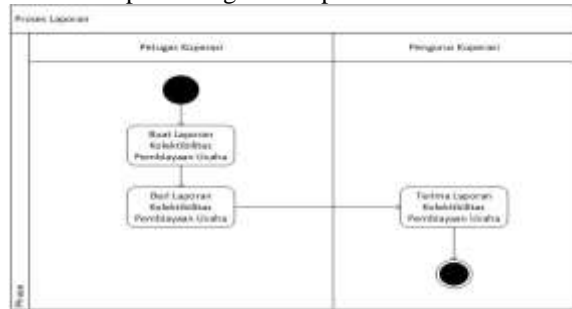 Proses Laporan
Petugas Koperasi
Pengurus Koperasi
Buat Laporan
Kolektibilitas
Pembiayaan Usaha
Beri Laporan
Kolektibilitas
Pembiayaan Usaha
Terima Laporan
Kolektibilitas
Pembiayaan Usaha
Phase